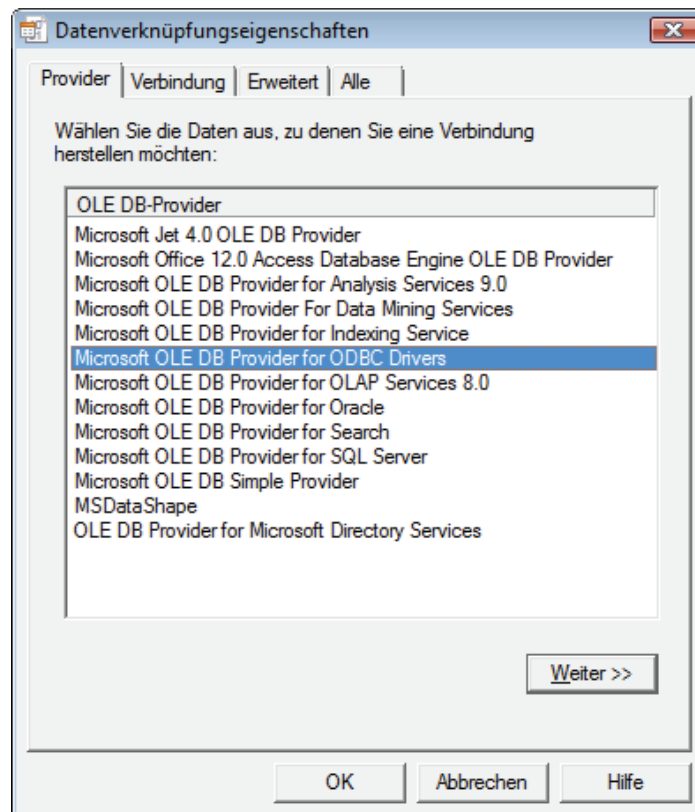 Datenverknüpfungseigenschaften
Provider Verbindung Erweitert Alle
Wählen Sie die Daten aus, zu denen Sie eine Verbindung
herstellen möchten:
OLE DB-Provider
Microsoft Jet 4.0 OLE DB Provider
Microsoft Office 12.0 Access Database Engine OLE DB Provider
Microsoft OLE DB Provider for Analysis Services 9.0
Microsoft OLE DB Provider For Data Mining Services
Microsoft OLE DB Provider for Indexing Service
Microsoft OLE DB Provider for ODBC Drivers
Microsoft OLE DB Provider for OLAP Services 8.0
Microsoft OLE DB Provider for Oracle
Microsoft OLE DB Provider for Search
Microsoft OLE DB Provider for SQL Server
Microsoft OLE DB Simple Provider
MSDataShape
OLE DB Provider for Microsoft Directory Services
Weiter >>
OK Abbrechen Hilfe